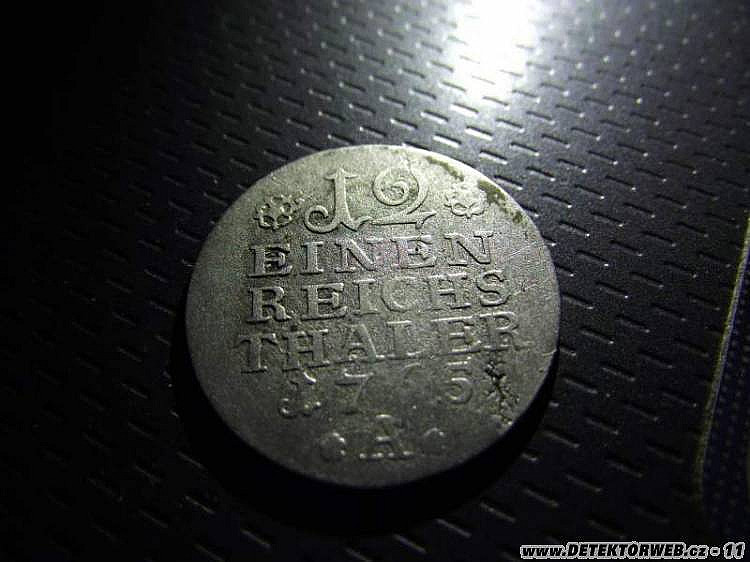 12
EINEN
REICHS
THALER
1765
A
www.DETEKTORWEB.cz - 11